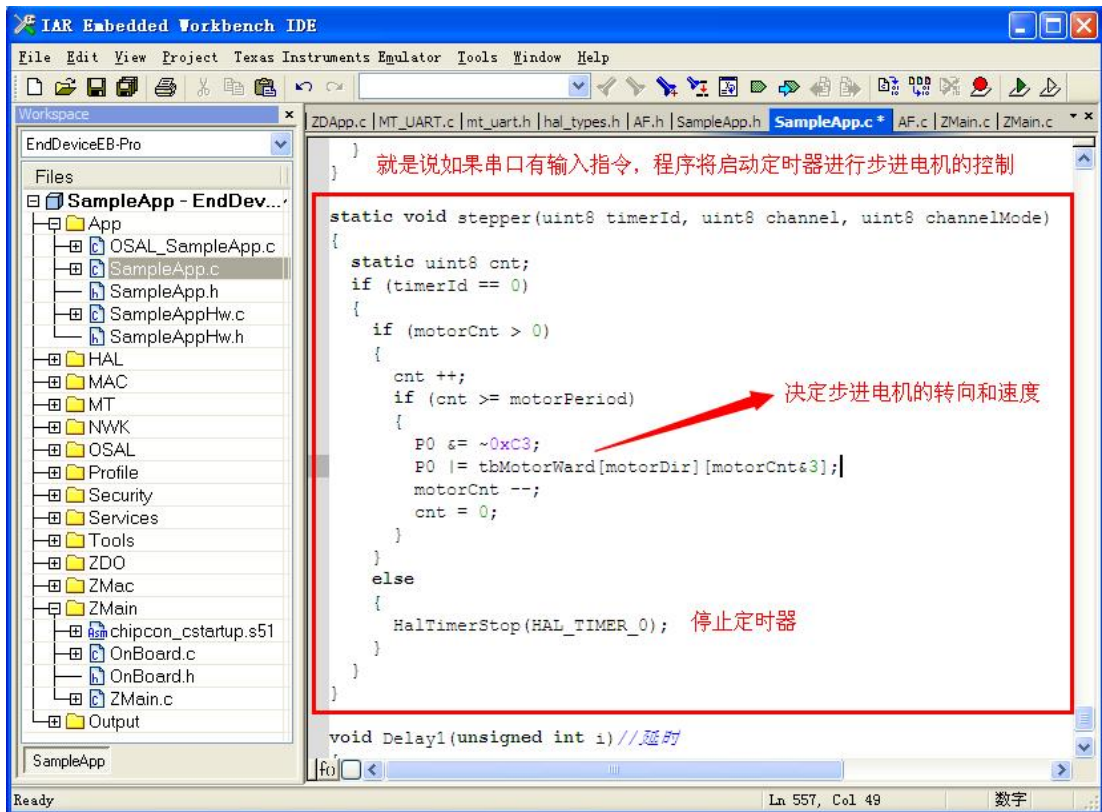 IAR Embedded Workbench IDE
File Edit View Project Texas Instruments Emulator Tools Window Help
Workspace
ZDApp.c | MT_UART.c | mt_uart.h | hal_types.h | AF.h | SampleApp.h | SampleApp.c * | AF.c | ZMain.c | ZMain.c
EndDeviceEB-Pro
Files
SampleApp - EndDev...
App
OSAL_SampleApp.c
SampleApp.c
SampleApp.h
SampleAppHw.c
SampleAppHw.h
HAL
MAC
MT
NWK
OSAL
Profile
Security
Services
Tools
ZDO
ZMac
ZMain
chipcon_cstartup.s51
OnBoard.c
OnBoard.h
ZMain.c
Output
SampleApp
}
}
就是说如果串口有输入指令，程序将启动定时器进行步进电机的控制
static void stepper(uint8 timerId, uint8 channel, uint8 channelMode)
{
static uint8 cnt;
if (timerId == 0)
{
if (motorCnt > 0)
{
cnt ++;
if (cnt >= motorPeriod)
决定步进电机的转向和速度
{
P0 &= ~0xC3;
P0 |= tbMotorWard[motorDir][motorCnt&3];
motorCnt --;
cnt = 0;
}
}
else
{
HalTimerStop(HAL_TIMER_0); 停止定时器
}
}
}
void Delay1(unsigned int i)//延时
f()
Ready
Ln 557, Col 49
数字